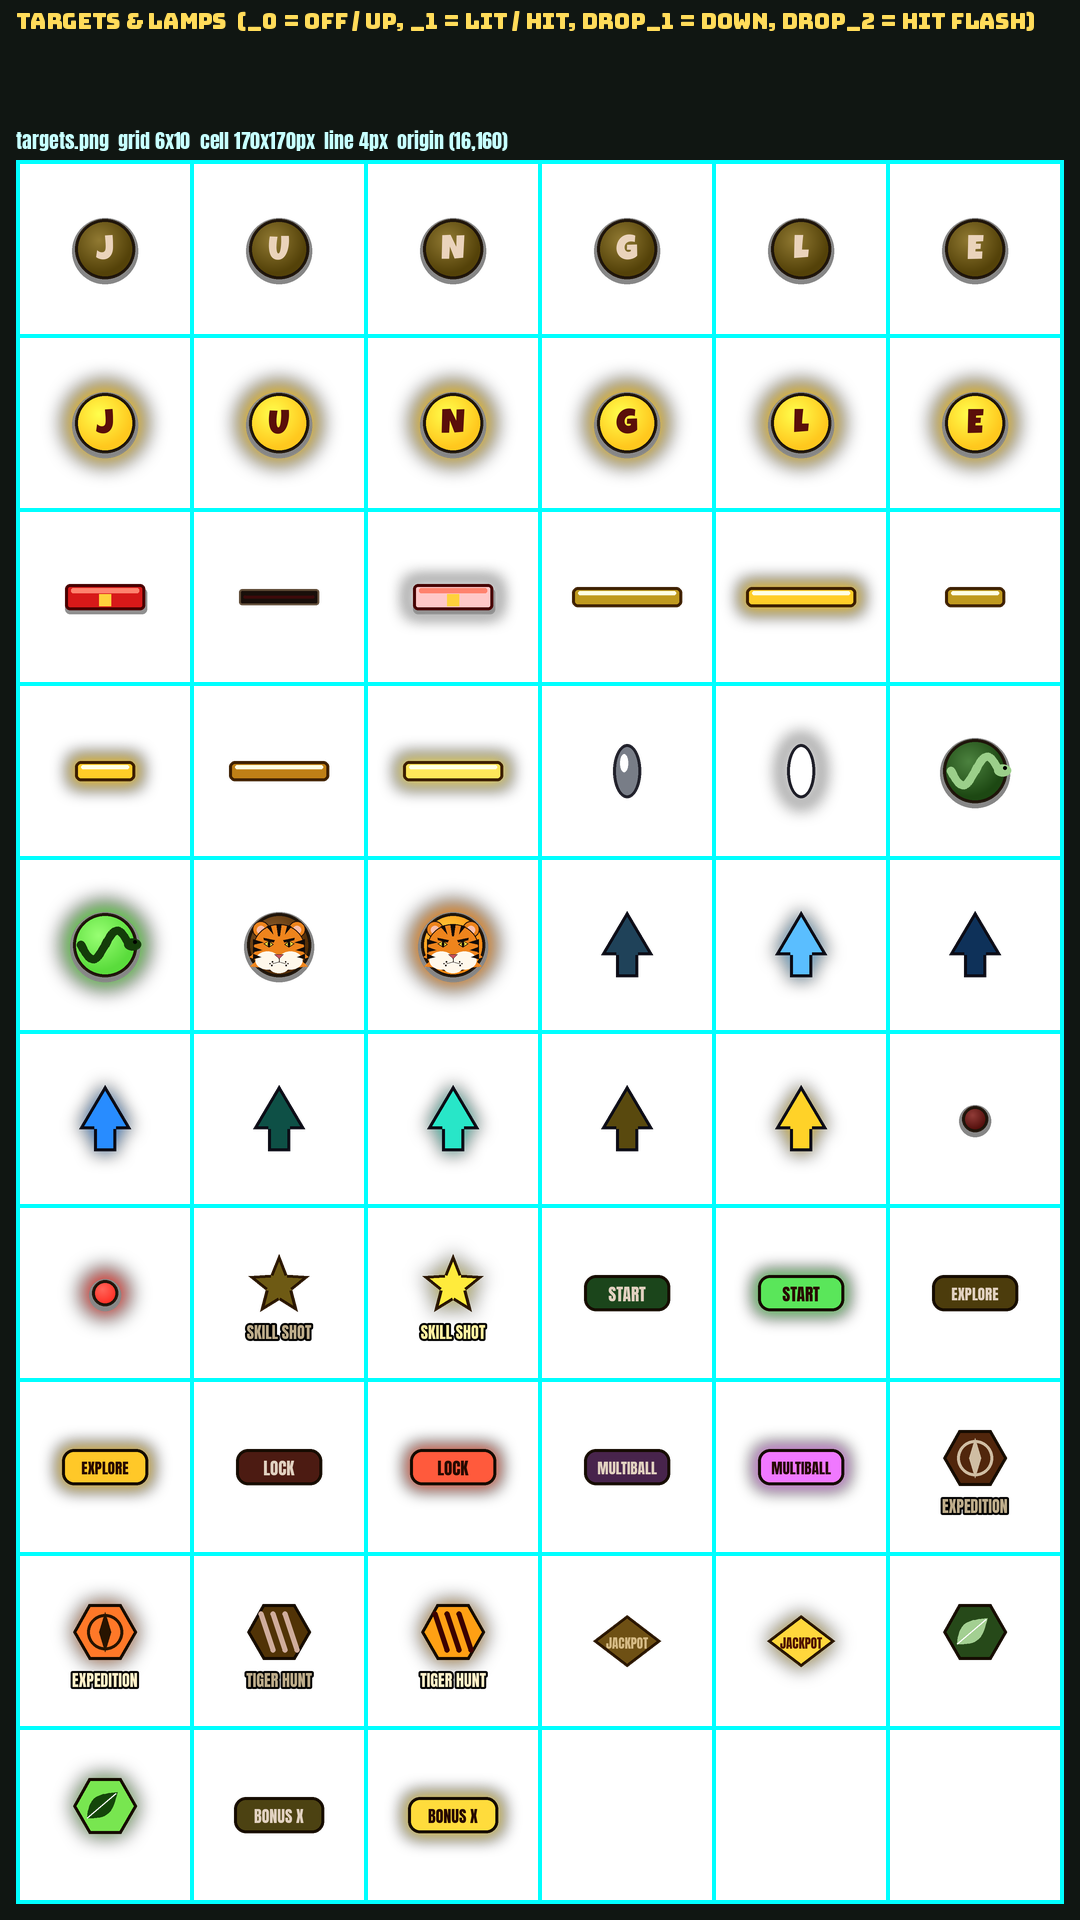 TARGETS & LAMPS (_0 = OFF / UP, _1 = LIT / HIT, DROP_1 = DOWN, DROP_2 = HIT FLASH)
targets.png grid 6x10 cell 170x170px line 4px origin (16,160)
J U N G L E
J U N G L E
SKILL SHOT SKILL SHOT START START EXPLORE
EXPLORE LOCK LOCK MULTIBALL MULTIBALL EXPEDITION
EXPEDITION TIGER HUNT TIGER HUNT JACKPOT JACKPOT
BONUS X BONUS X